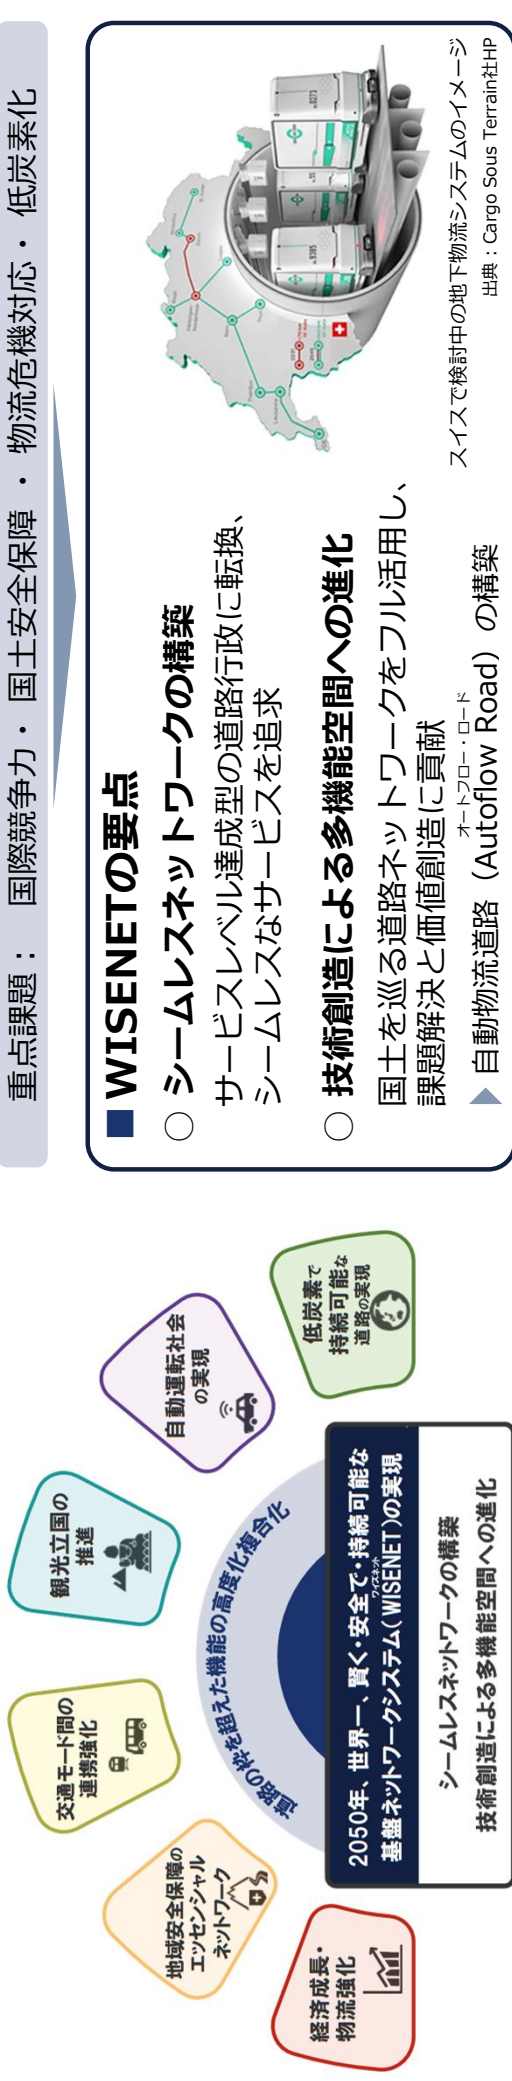 経済成長・
物流強化
地域安全保障の
エッセンシャル
ネットワーク
交通モード間の
連携強化
観光立国の
推進
自動運転社会
の実現
低炭素で
持続可能な
道路の実現
道路の枠を超えた機能の高度化複合化
2050年、世界一、賢く・安全で・持続可能な
ワイズネット
基盤ネットワークシステム(WISENET)の実現
シームレスネットワークの構築
技術創造による多機能空間への進化
重点課題： 国際競争力・ 国土安全保障 ・ 物流危機対応・ 低炭素化
■ WISENETの要点
○ シームレスネットワークの構築
サービスレベル達成型の道路行政に転換、
シームレスなサービスを追求
○ 技術創造による多機能空間への進化
国土を巡る道路ネットワークをフル活用し、
課題解決と価値創造に貢献
オートフロー・ロード
▶ 自動物流道路（Autoflow Road）の構築
スイスで検討中の地下物流システムのイメージ
出典：Cargo Sous Terrain社HP